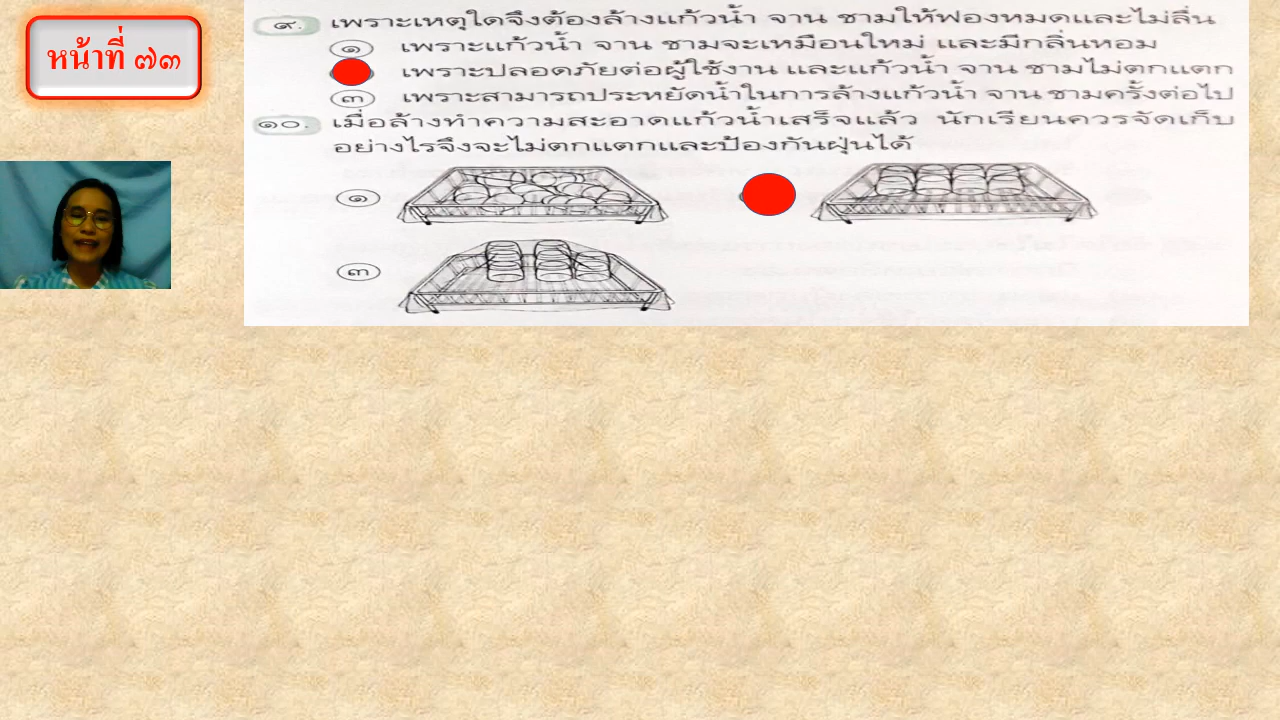 หน้าที่ ๗๓
๙. เพราะเหตุใดจึงต้องล้างแก้วน้ำ จาน ชามให้ฟองหมดและไม่ลื่น
๑ เพราะแก้วน้ำ จาน ชามจะเหมือนใหม่ และมีกลิ่นหอม
เพราะปลอดภัยต่อผู้ใช้งาน และแก้วน้ำ จาน ชามไม่ตกแตก
๓ เพราะสามารถประหยัดน้ำในการล้างแก้วน้ำ จาน ชามครั้งต่อไป
๑๐. เมื่อล้างทำความสะอาดแก้วน้ำเสร็จแล้ว นักเรียนควรจัดเก็บ
อย่างไรจึงจะไม่ตกแตกและป้องกันฝุ่นได้
๑
๓